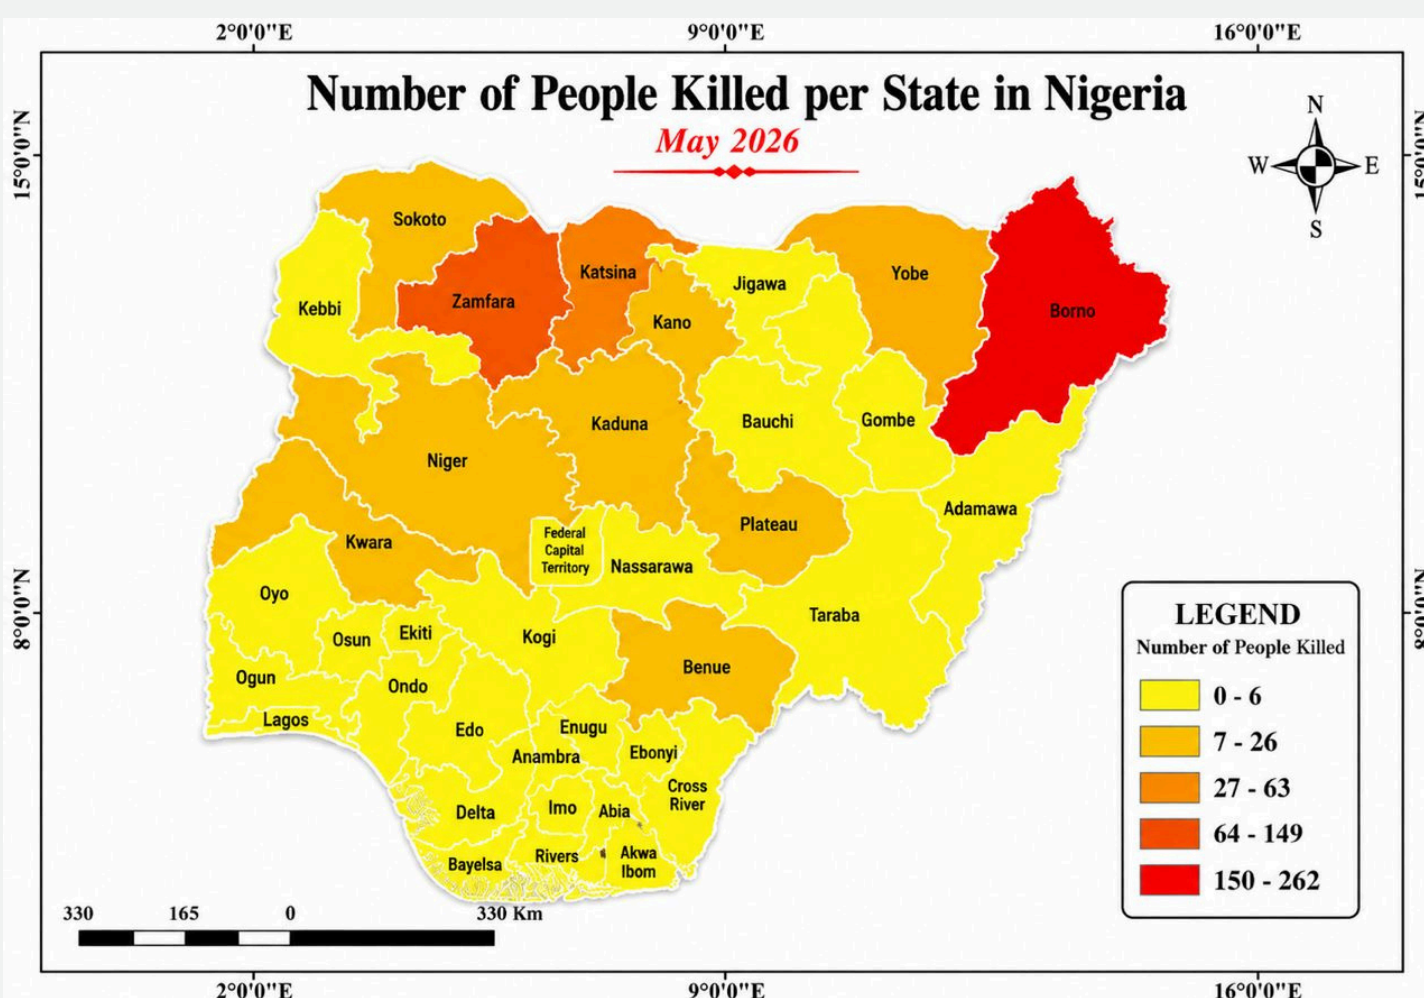 2°0'0"E 9°0'0"E 16°0'0"E
Number of People Killed per State in Nigeria
May 2026
N
W E
S
15°0'0"N
15°0'0"N
Sokoto
Katsina
Yobe
Jigawa
Zamfara
Kebbi
Borno
Kano
Bauchi
Gombe
Kaduna
Niger
Adamawa
Plateau
Federal
Capital
Territory
Kwara
Nassarawa
Oyo
Taraba
8°0'0"N
8°0'0"N
Ekiti
Osun
Kogi
Benue
Ogun
Ondo
Lagos
Edo
Enugu
Anambra
Ebonyi
Cross
River
Delta
Imo
Abia
Bayelsa
Rivers
Akwa
Ibom
LEGEND
Number of People Killed
0 - 6
7 - 26
27 - 63
64 - 149
150 - 262
330 165 0 330 Km
2°0'0"E 9°0'0"E 16°0'0"E